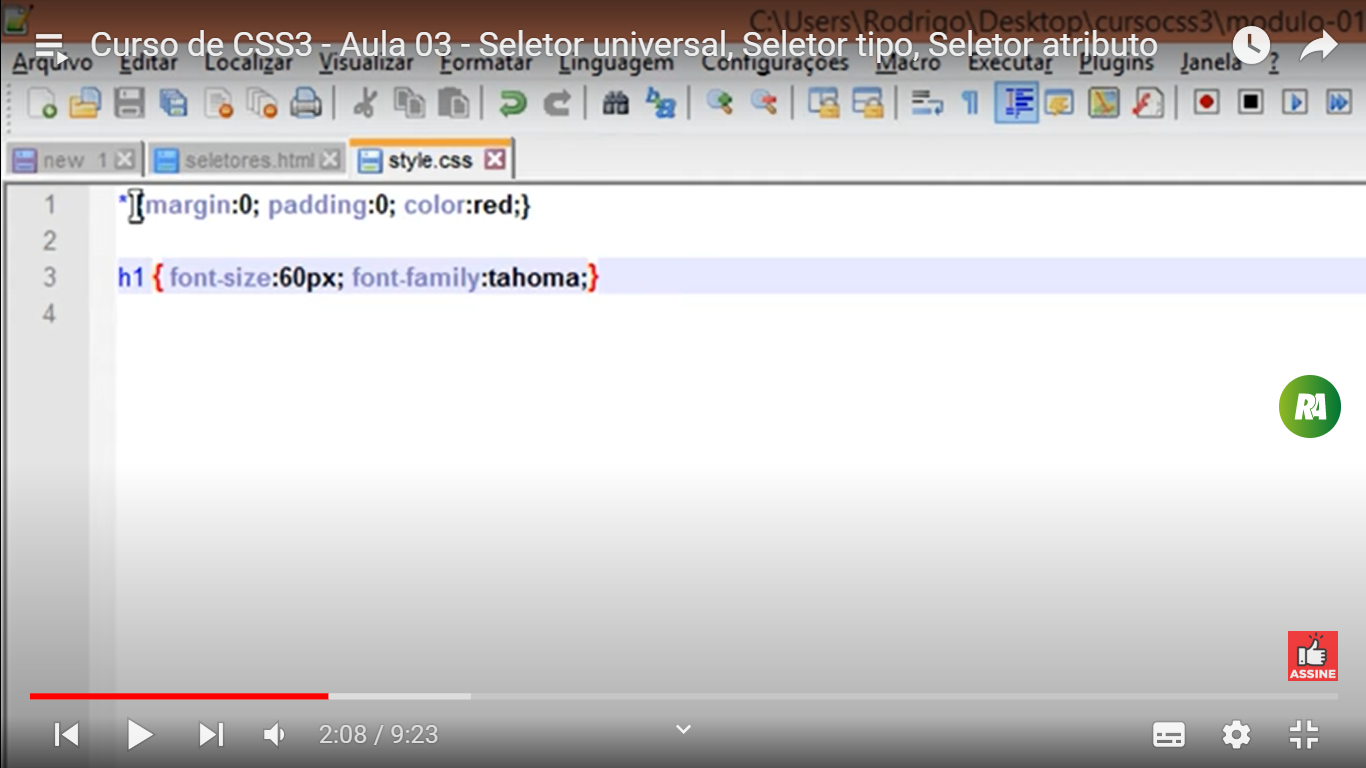 C:\Users\Rodrigo\Desktop\cursocss3\modulo-01
Curso de CSS3 - Aula 03 - Seletor universal, Seletor tipo, Seletor atributo
Arquivo Editar Localizar Visualizar Formatar Linguagem Configurações Macro Executar Plugins Janela ?
new 1 seletores.html style.css
1 *{margin:0; padding:0; color:red;}
2
3 h1 { font-size:60px; font-family:tahoma;}
4
RA
ASSINE
2:08 / 9:23